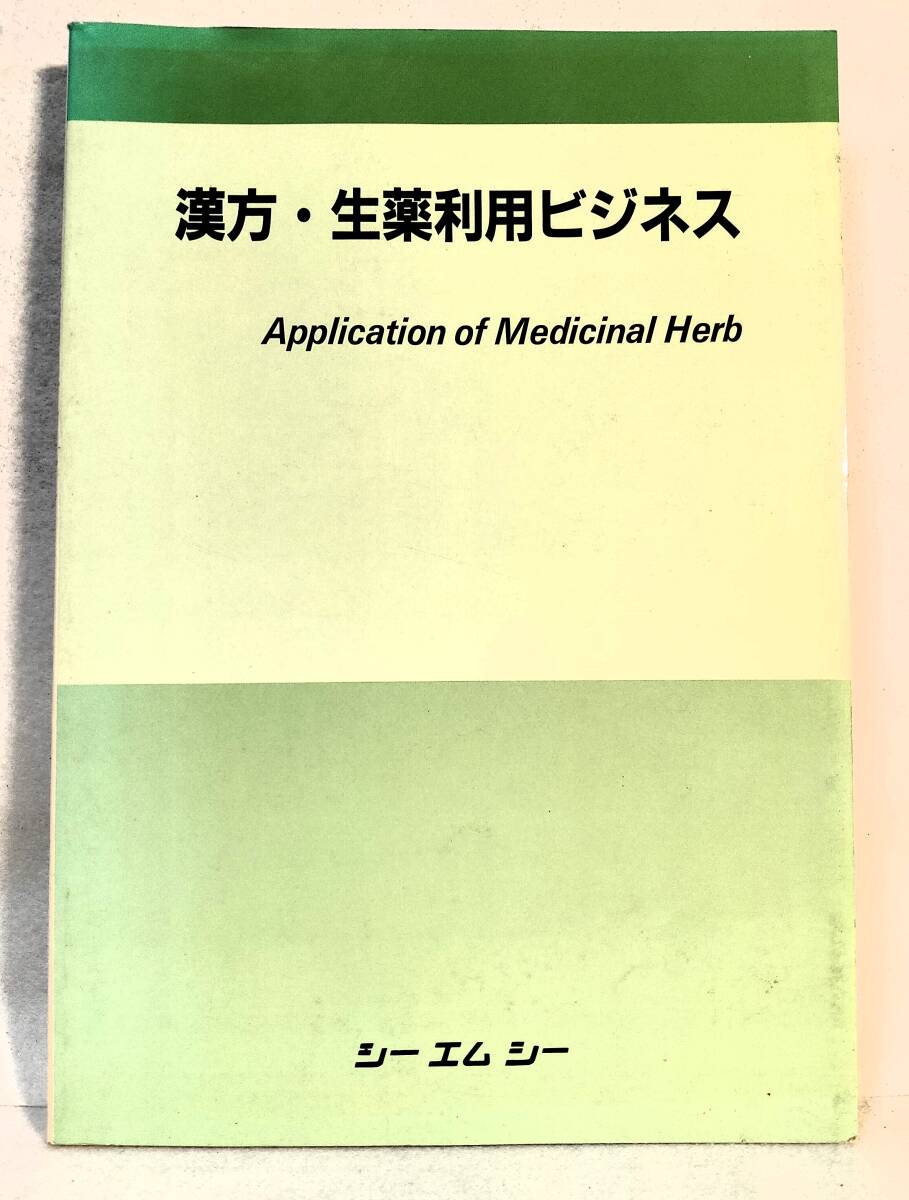 漢方・生薬利用ビジネス
Application of Medicinal Herb
シーエムシー